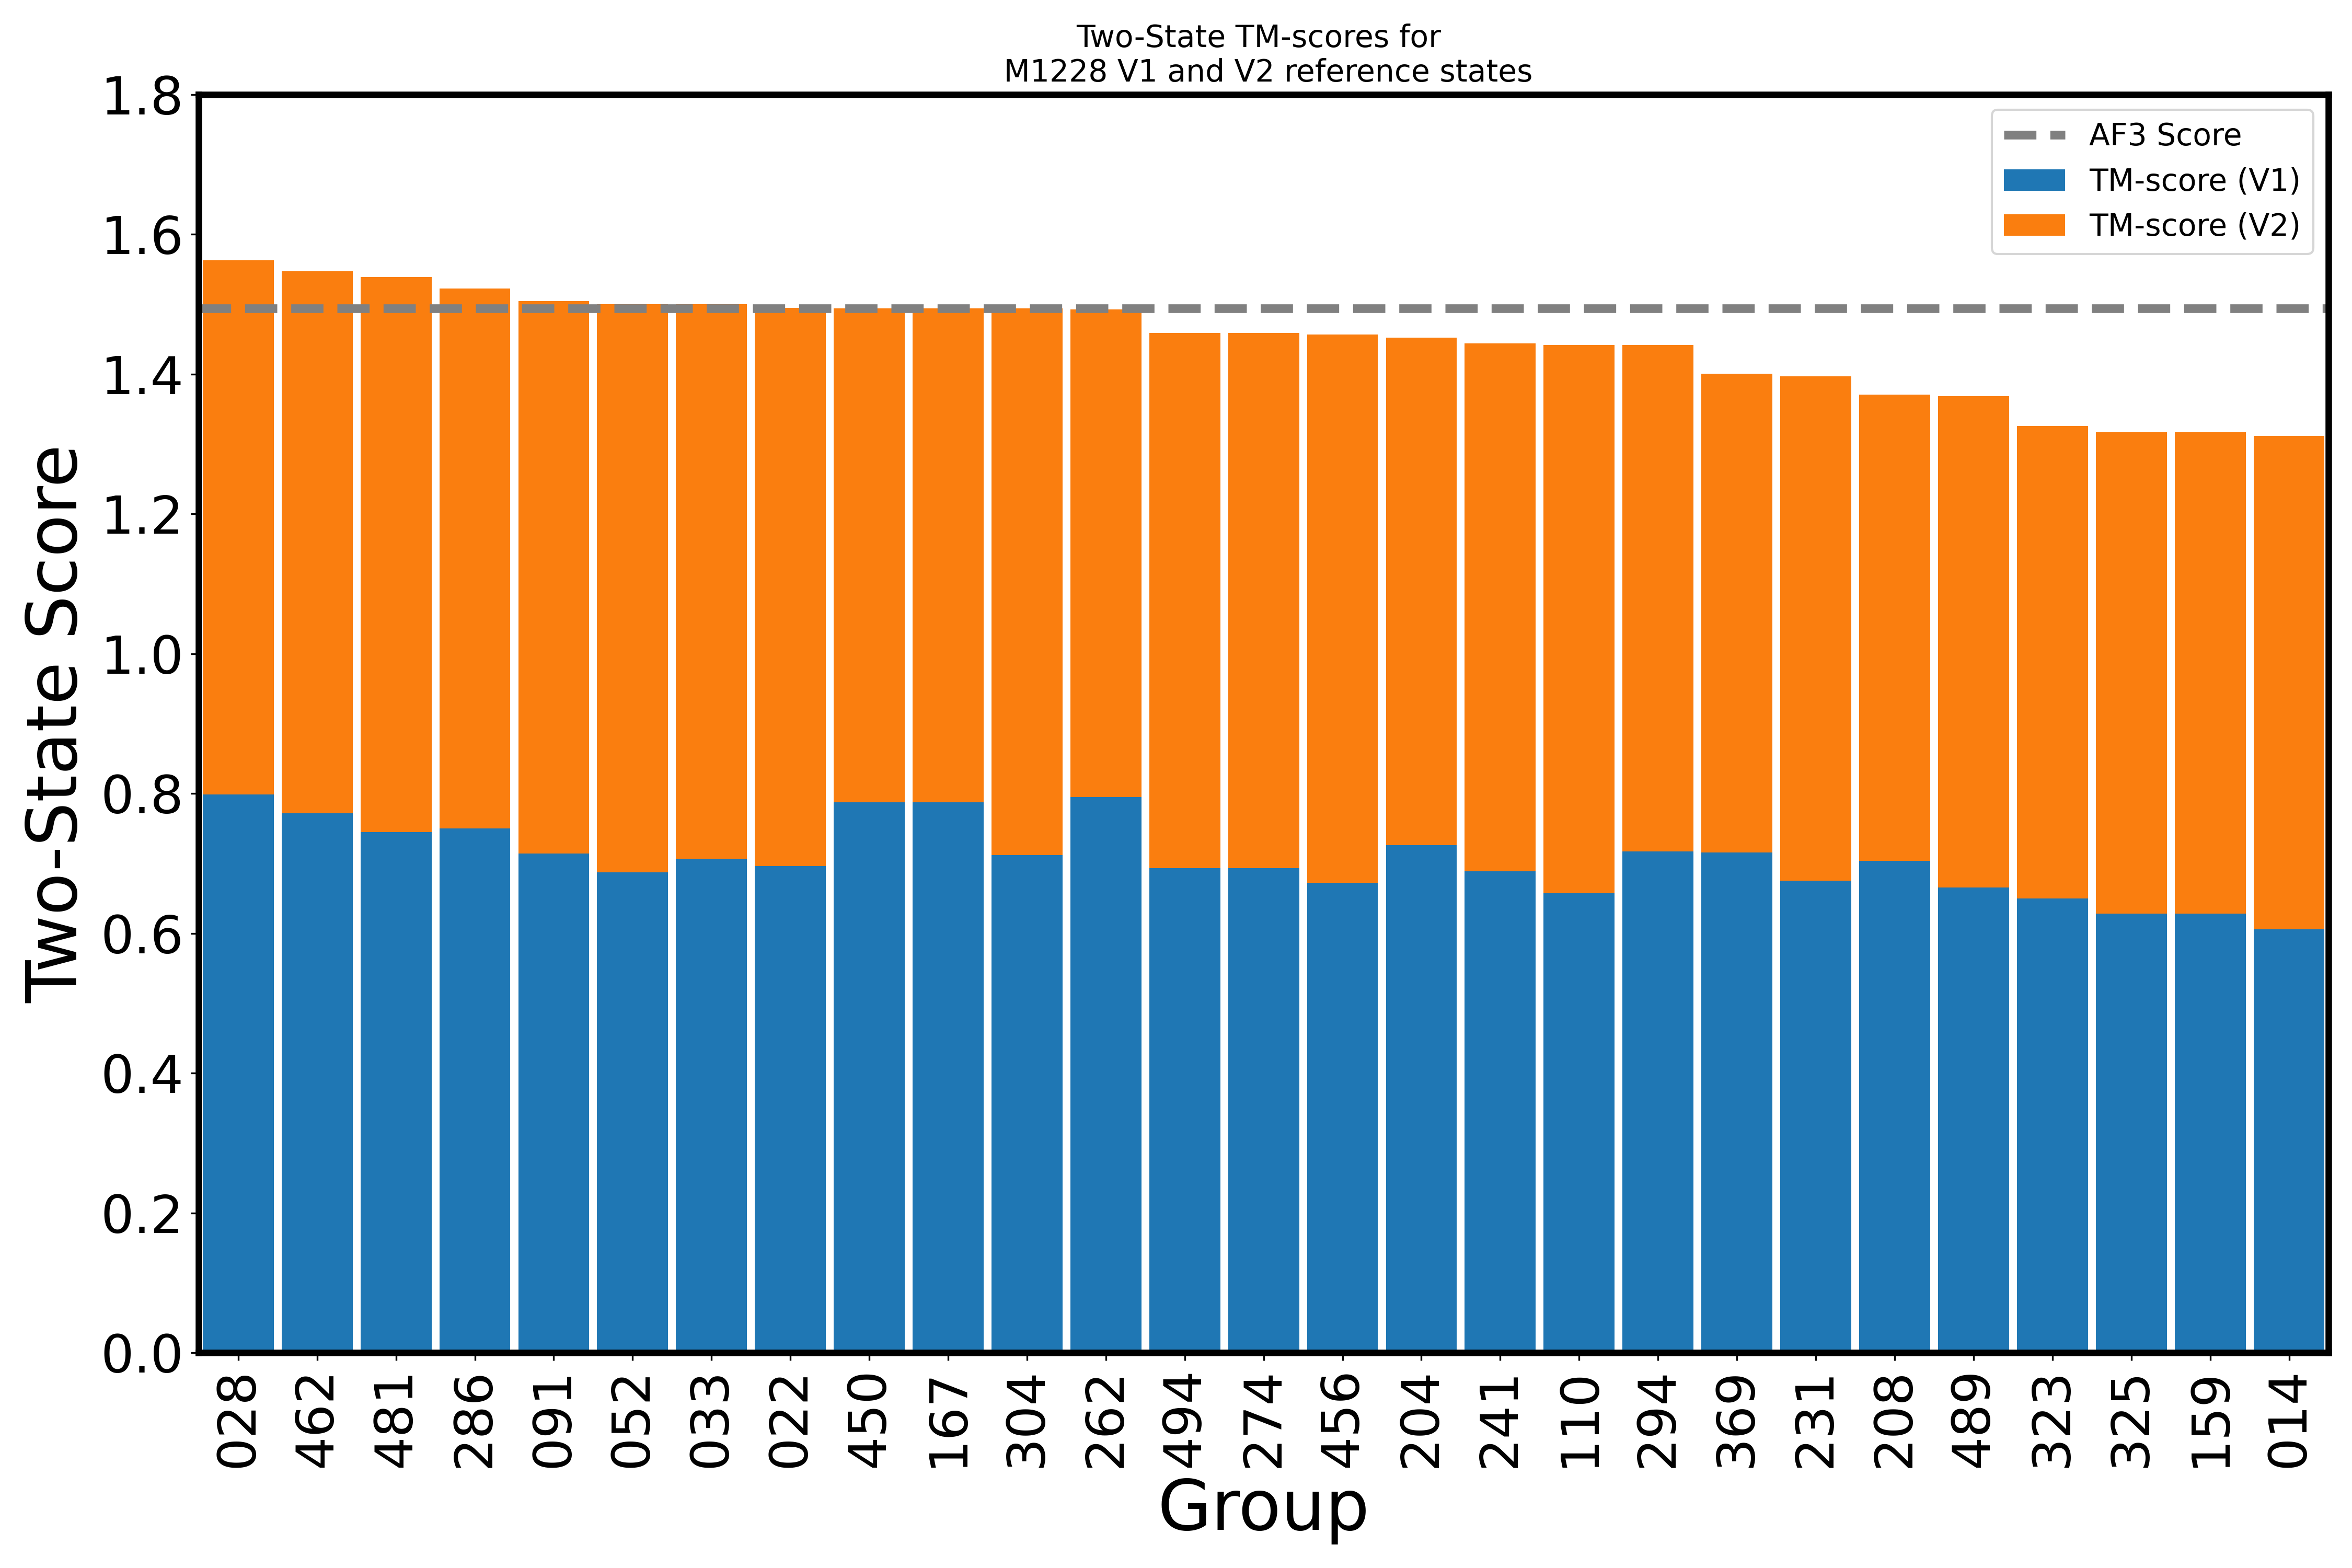 Two-State TM-scores for
M1228 V1 and V2 reference states
1.8
1.6
1.4
1.2
1.0
0.8
0.6
0.4
0.2
0.0
Two-State Score
AF3 Score
TM-score (V1)
TM-score (V2)
028 462 481 286 091 052 033 022 450 167 304 262 494 274 456 204 241 110 294 369 231 208 489 323 325 159 014
Group